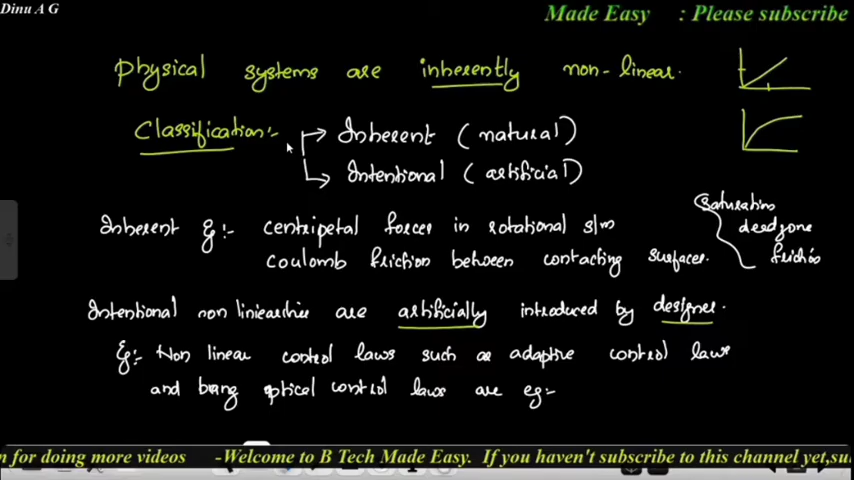 Dinu A G
Made Easy : Please subscribe
Physical systems are inherently non-linear.
Classification:-
Inherent (natural)
Intentional (artificial)
Inherent Eg:- centripetal forces in rotational s/m
coulomb friction between contacting surfaces.
saturation
deadzone
friction
Intentional non linearities are artificially introduced by designer.
Eg:- Non linear control laws such as adaptive control laws
and bang optical control laws are eg:-
n for doing more videos -Welcome to B Tech Made Easy. If you haven't subscribe to this channel yet,su